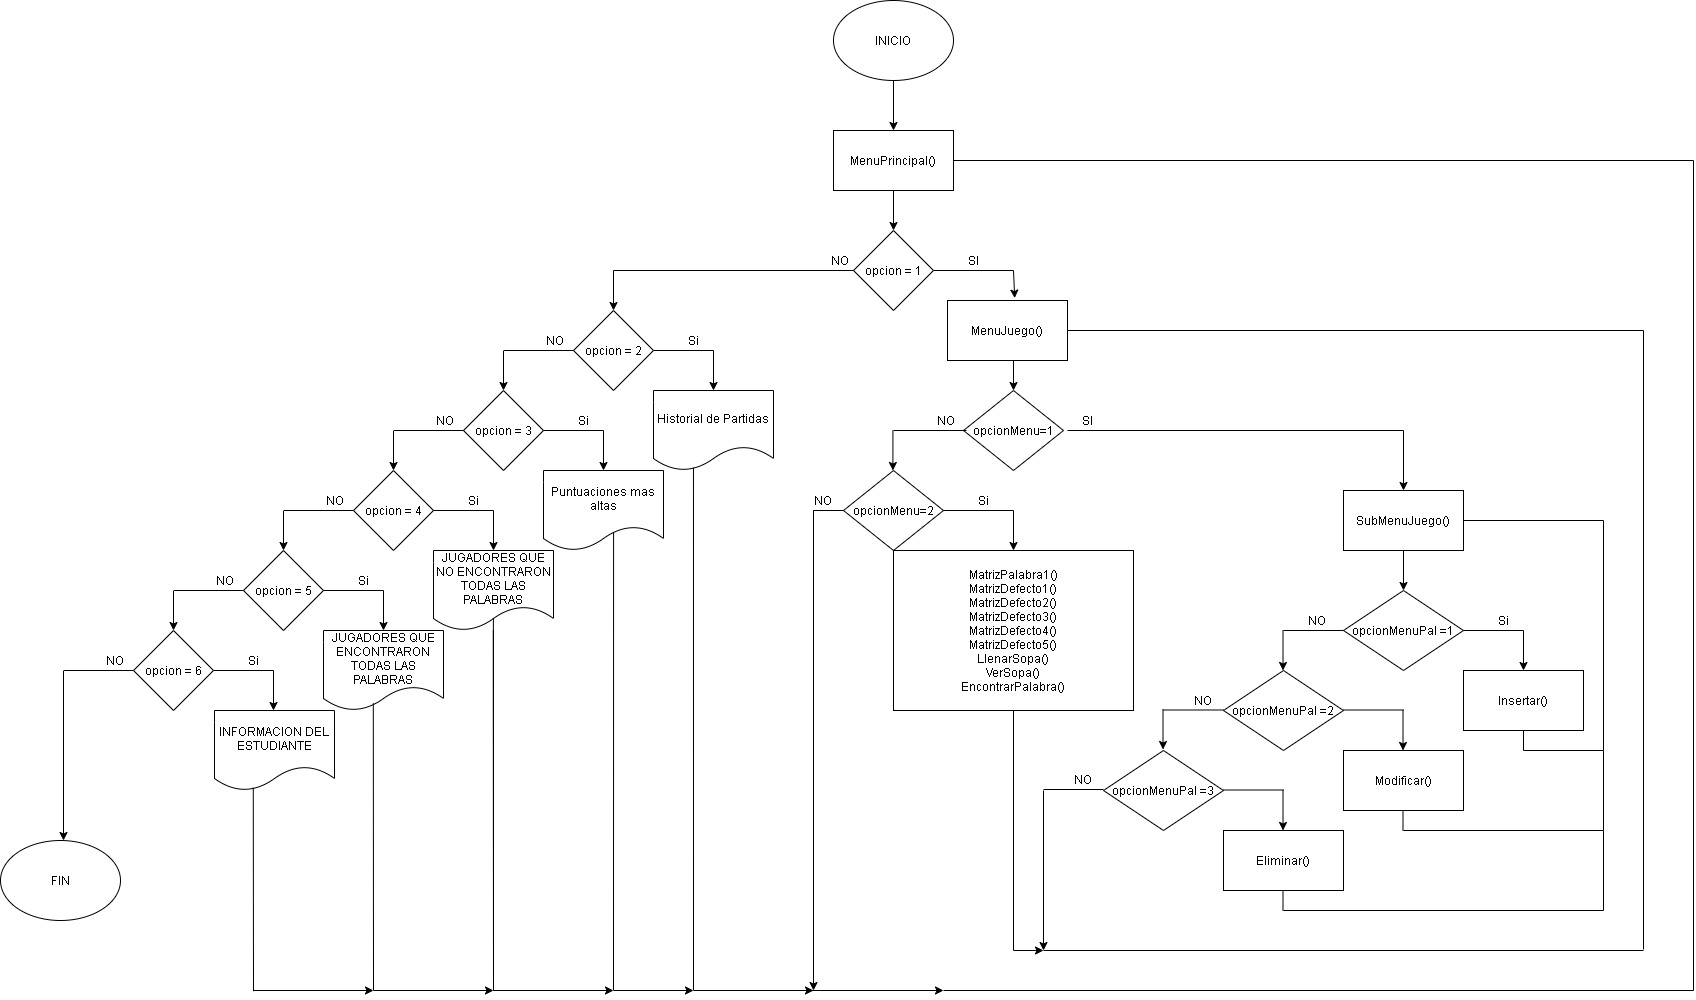 INICIO
MenuPrincipal()
NO
opcion = 1
SI
MenuJuego()
NO
opcion = 2
Si
Historial de Partidas
NO
opcionMenu=1
SI
NO
opcion = 3
Si
Puntuaciones mas
altas
NO
opcionMenu=2
Si
SubMenuJuego()
NO
opcion = 4
Si
JUGADORES QUE
NO ENCONTRARON
TODAS LAS
PALABRAS
MatrizPalabra1()
MatrizDefecto1()
MatrizDefecto2()
MatrizDefecto3()
MatrizDefecto4()
MatrizDefecto5()
LlenarSopa()
VerSopa()
EncontrarPalabra()
NO
opcion = 5
Si
JUGADORES QUE
ENCONTRARON
TODAS LAS
PALABRAS
NO
opcionMenuPal =1
Si
Insertar()
NO
opcion = 6
Si
INFORMACION DEL
ESTUDIANTE
NO
opcionMenuPal =2
Modificar()
NO
opcionMenuPal =3
Eliminar()
FIN